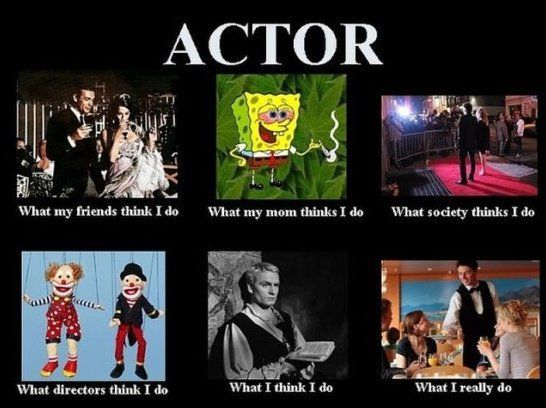 ACTOR
What my friends think I do
What my mom thinks I do
What society thinks I do
What directors think I do
What I think I do
What I really do